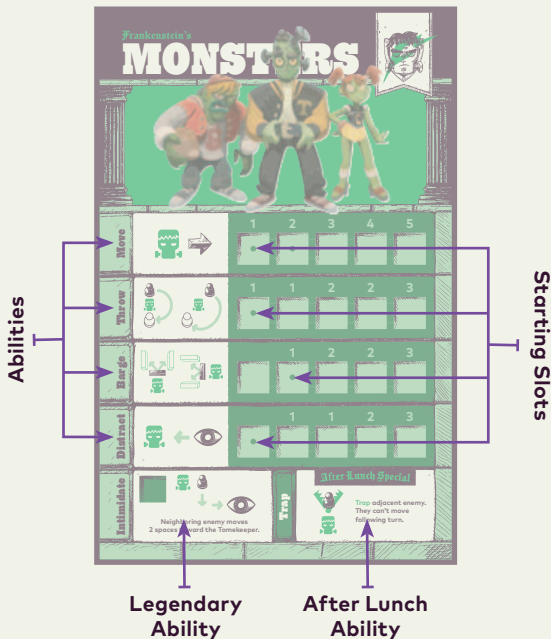 Frankenstein's
MONSTERS
Move
1 2 3 4 5
Throw
1 1 2 2 3
Barge
1 2 2 3
Distract
1 1 2 3
Intimidate
Neighboring enemy moves
2 spaces toward the Tomekeeper.
Trap
After Lunch Special
Trap adjacent enemy.
They can't move
following turn.
Abilities
Starting Slots
Legendary
Ability
After Lunch
Ability